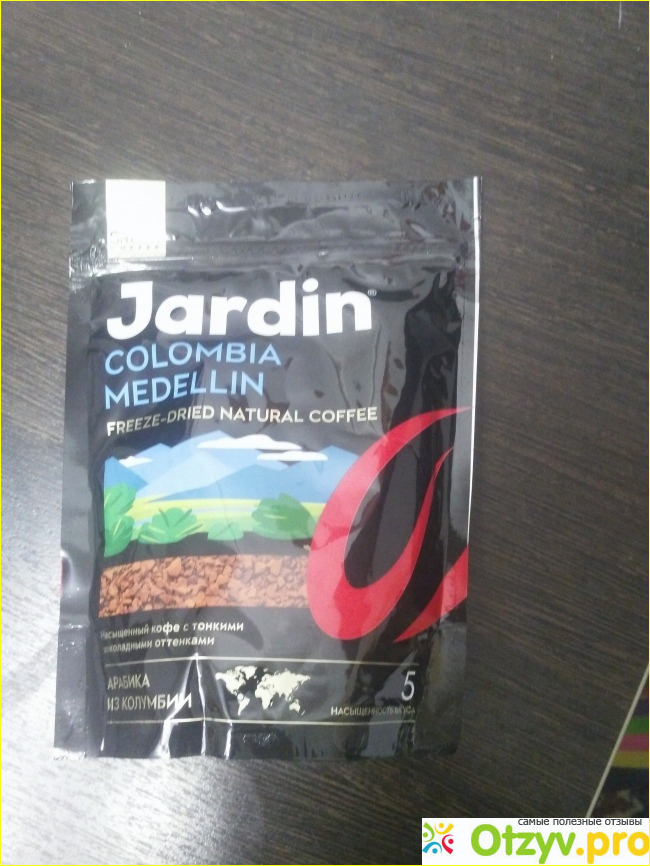 Jardin®
COLOMBIA
MEDELLIN
FREEZE-DRIED NATURAL COFFEE
Насыщенный кофе с тонкими
шоколадными оттенками
АРАБИКА
ИЗ КОЛУМБИИ
5
НАСЫЩЕННОСТЬ ВКУСА
самые полезные отзывы
Otzyv.pro